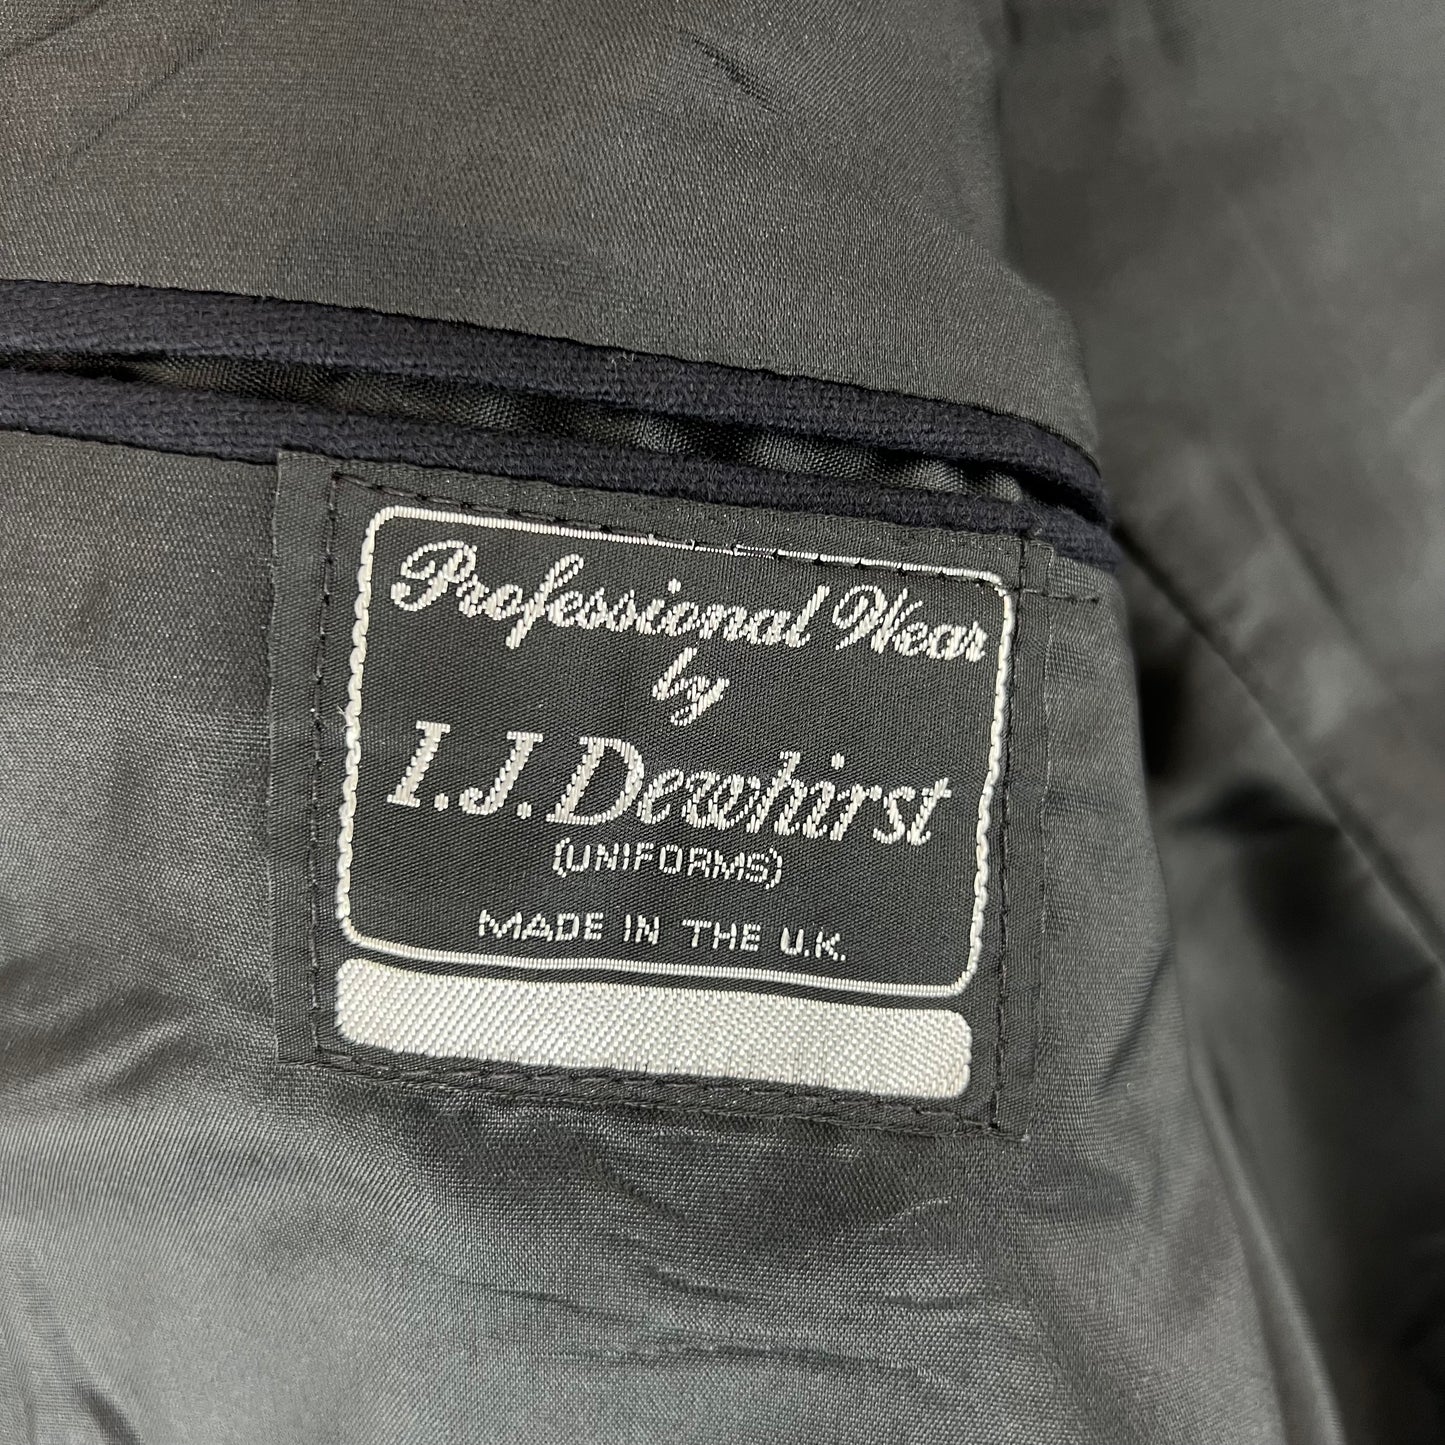 Professional Wear
by
I.J. Dewhirst
(UNIFORMS)
MADE IN THE U.K.